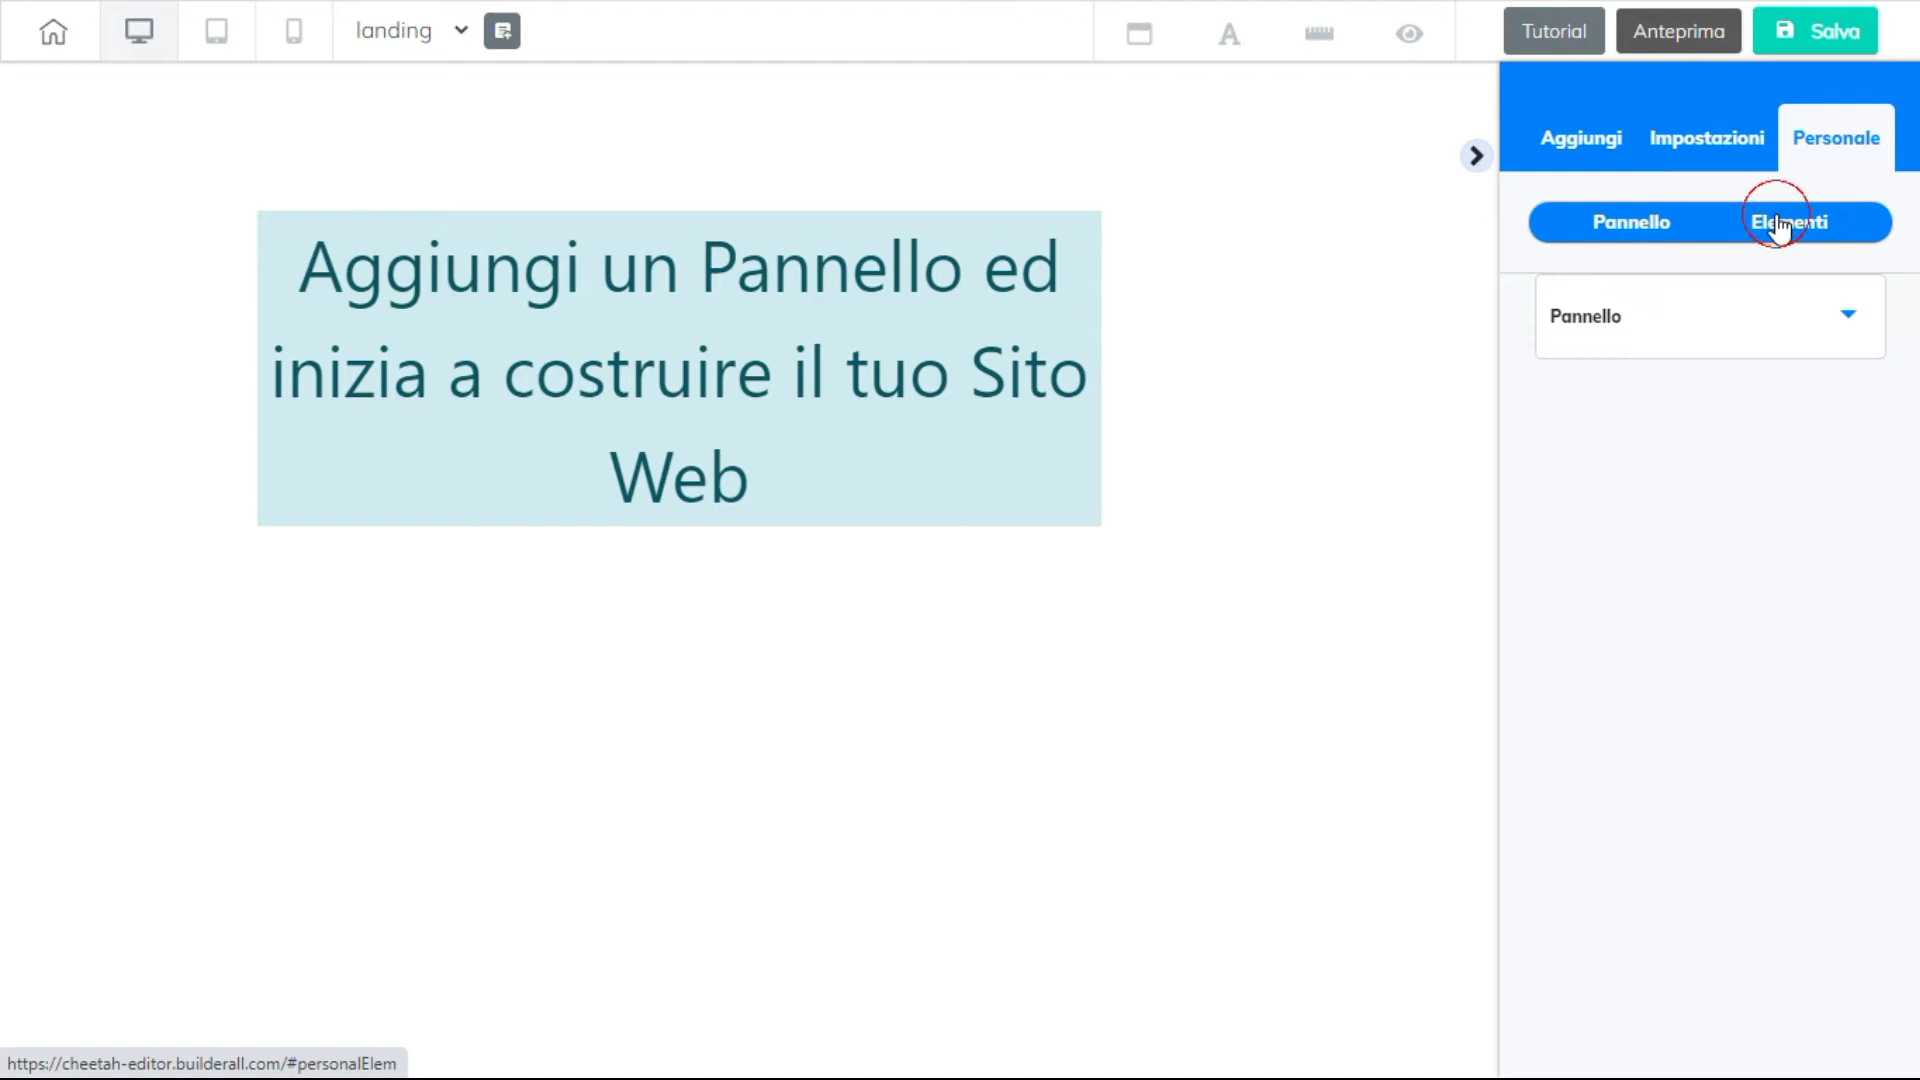 landing
Tutorial
Anteprima
Salva
Aggiungi
Impostazioni
Personale
Pannello
Elementi
Pannello
Aggiungi un Pannello ed
inizia a costruire il tuo Sito
Web
https://cheetah-editor.builderall.com/#personalElem